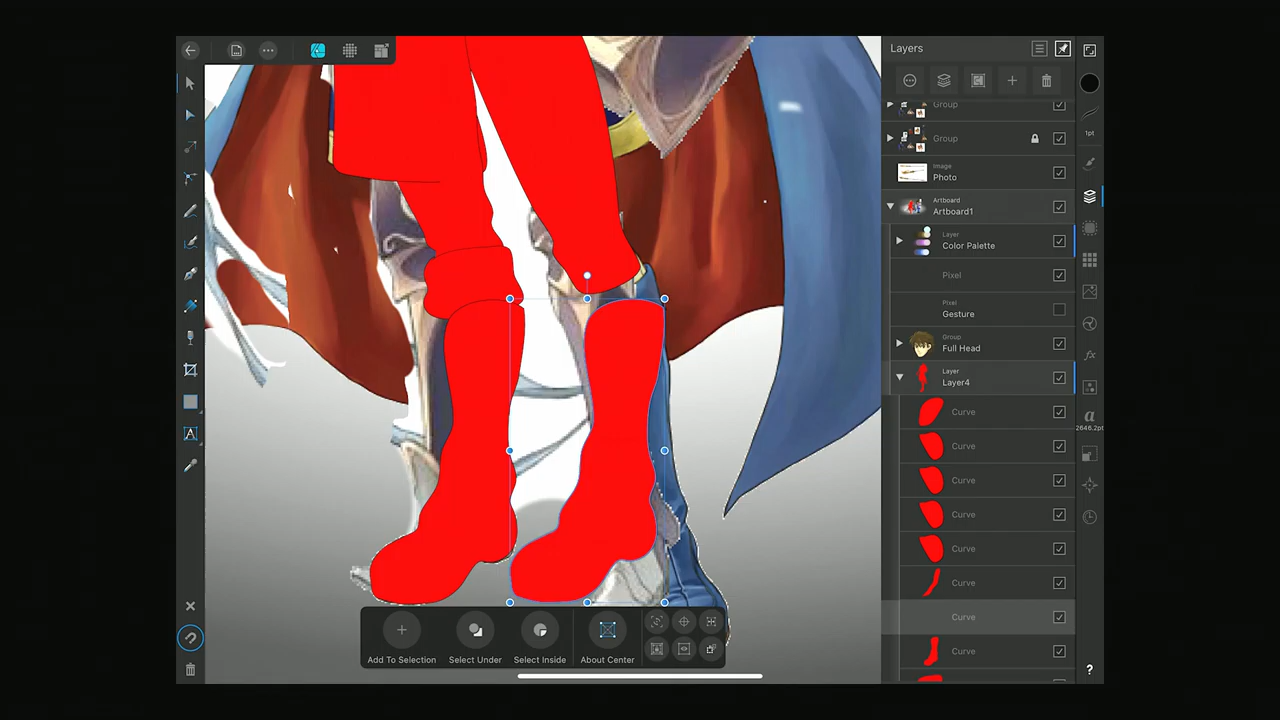 Layers
Group
Group
Image
Photo
Artboard
Artboard1
Layer
Color Palette
Pixel
Pixel
Gesture
Group
Full Head
Layer
Layer4
Curve
Curve
Curve
Curve
Curve
Curve
Curve
Curve
1pt
fx
a
2646.2pt
?
Add To Selection
Select Under
Select Inside
About Center
A